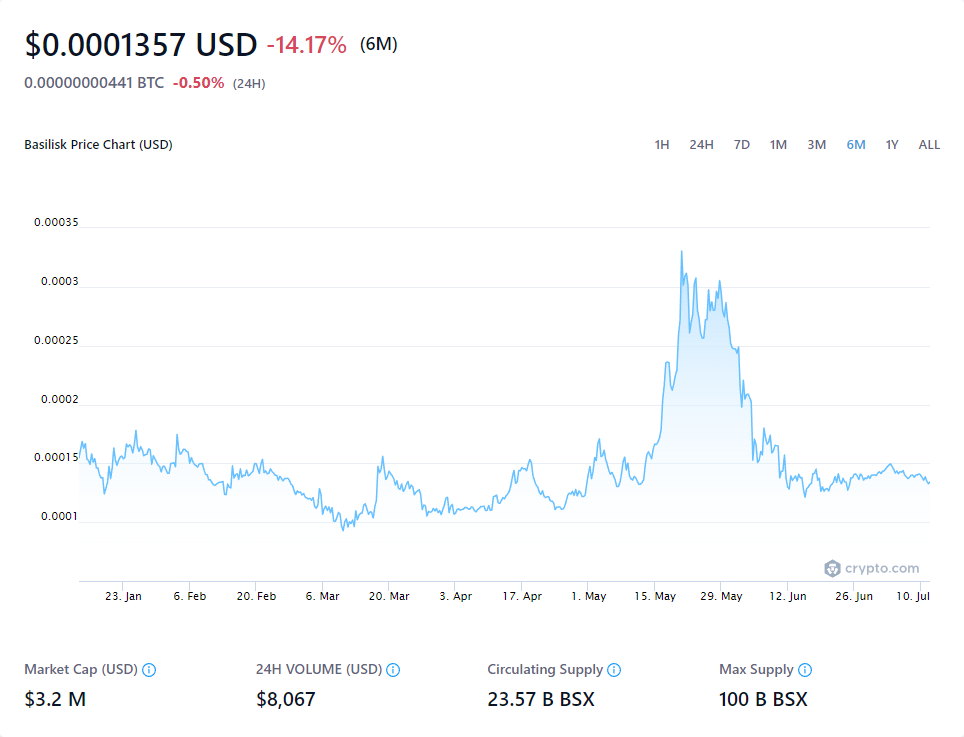 $0.0001357 USD -14.17% (6M)
0.00000000441 BTC -0.50% (24H)
Basilisk Price Chart (USD) 1H 24H 7D 1M 3M 6M 1Y ALL
0.00035
0.0003
0.00025
0.0002
0.00015
0.0001
crypto.com
23. Jan 6. Feb 20. Feb 6. Mar 20. Mar 3. Apr 17. Apr 1. May 15. May 29. May 12. Jun 26. Jun 10. Jul
Market Cap (USD) 24H VOLUME (USD) Circulating Supply Max Supply
$3.2 M $8,067 23.57 B BSX 100 B BSX